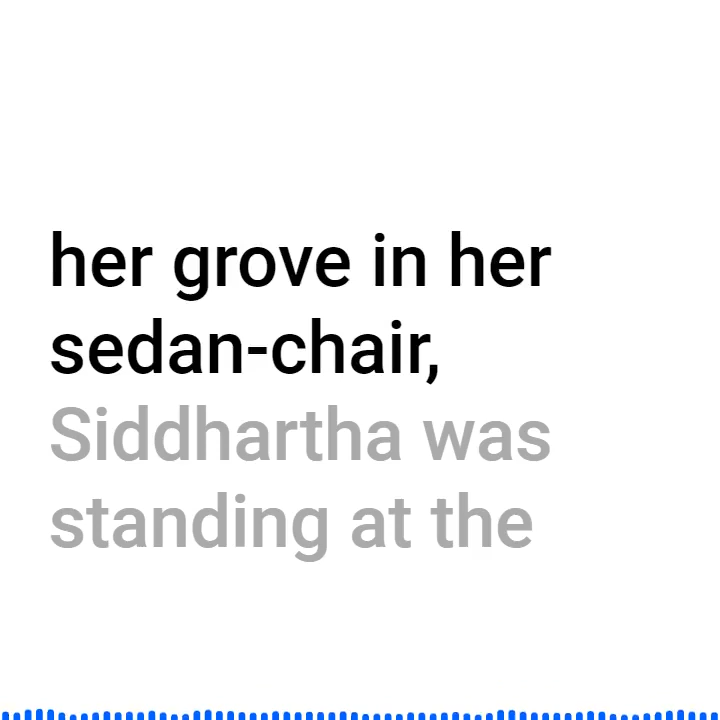 her grove in her
sedan-chair,
Siddhartha was
standing at the